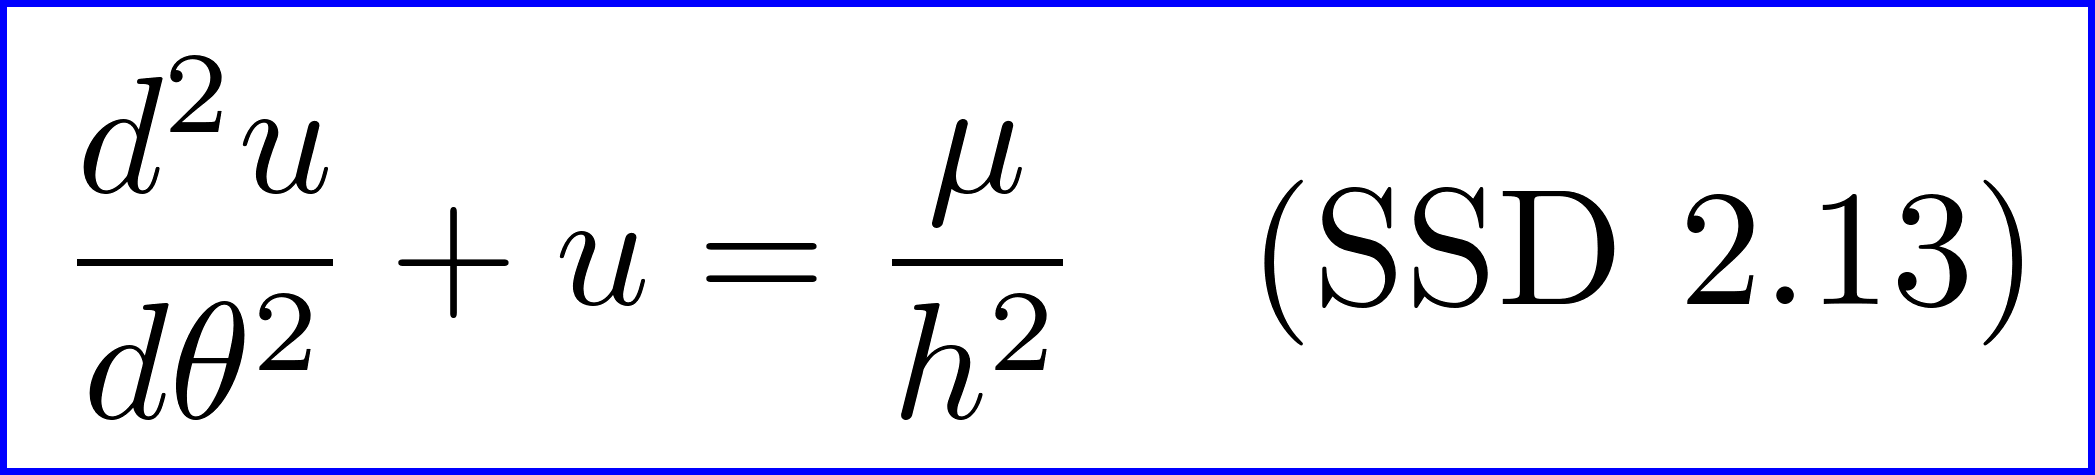 d²u/dθ² + u = μ/h² (SSD 2.13)